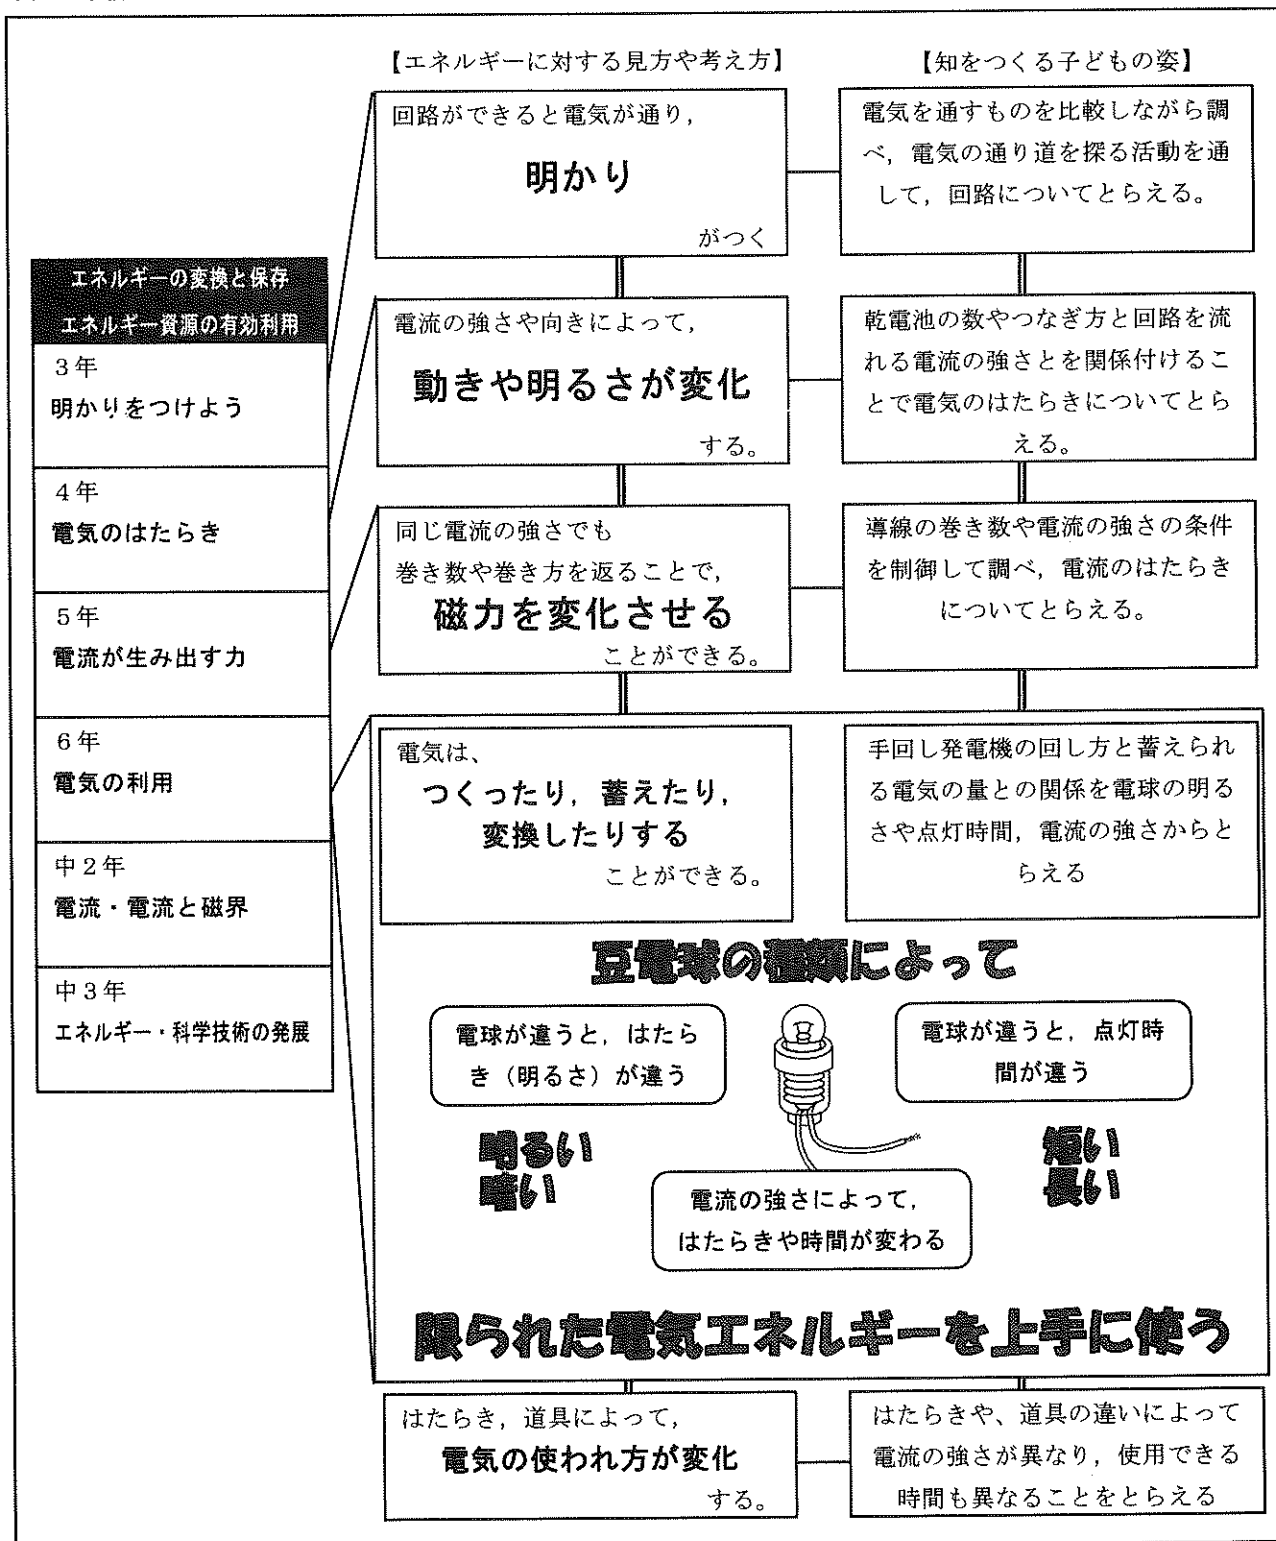 【エネルギーに対する見方や考え方】
【知をつくる子どもの姿】
エネルギーの変換と保存
エネルギー資源の有効利用
3年
明かりをつけよう
4年
電気のはたらき
5年
電流が生み出す力
6年
電気の利用
中2年
電流・電流と磁界
中3年
エネルギー・科学技術の発展
回路ができると電気が通り，
明かり
がつく
電気を通すものを比較しながら調
べ，電気の通り道を探る活動を通
して，回路についてとらえる。
電流の強さや向きによって，
動きや明るさが変化
する。
乾電池の数やつなぎ方と回路を流
れる電流の強さとを関係付けるこ
とで電気のはたらきについてとら
える。
同じ電流の強さでも
巻き数や巻き方を返ることで，
磁力を変化させる
ことができる。
導線の巻き数や電流の強さの条件
を制御して調べ，電流のはたらき
についてとらえる。
電気は、
つくったり，蓄えたり，
変換したりする
ことができる。
手回し発電機の回し方と蓄えられ
る電気の量との関係を電球の明る
さや点灯時間，電流の強さからと
らえる
豆電球の種類によって
電球が違うと，はたら
き（明るさ）が違う
電球が違うと，点灯時
間が違う
明るい
暗い
短い
長い
電流の強さによって，
はたらきや時間が変わる
限られた電気エネルギーを上手に使う
はたらき，道具によって，
電気の使われ方が変化
する。
はたらきや、道具の違いによって
電流の強さが異なり，使用できる
時間も異なることをとらえる